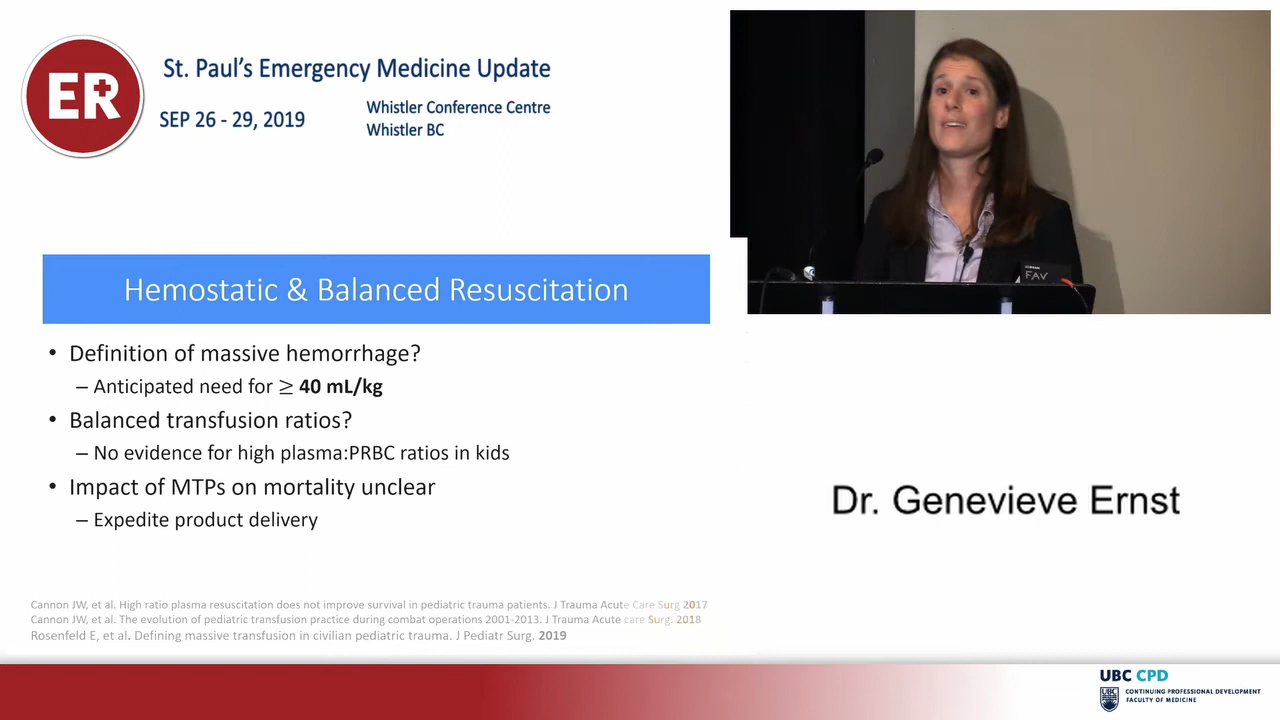 ER
St. Paul's Emergency Medicine Update
SEP 26 - 29, 2019
Whistler Conference Centre
Whistler BC
Hemostatic & Balanced Resuscitation
• Definition of massive hemorrhage?
– Anticipated need for ≥ 40 mL/kg
• Balanced transfusion ratios?
– No evidence for high plasma:PRBC ratios in kids
• Impact of MTPs on mortality unclear
– Expedite product delivery
Cannon JW, et al. High ratio plasma resuscitation does not improve survival in pediatric trauma patients. J Trauma Acute Care Surg 2017
Cannon JW, et al. The evolution of pediatric transfusion practice during combat operations 2001-2013. J Trauma Acute care Surg. 2018
Rosenfeld E, et al. Defining massive transfusion in civilian pediatric trauma. J Pediatr Surg. 2019
FAV
Dr. Genevieve Ernst
UBC CPD
UBC
CONTINUING PROFESSIONAL DEVELOPMENT
FACULTY OF MEDICINE